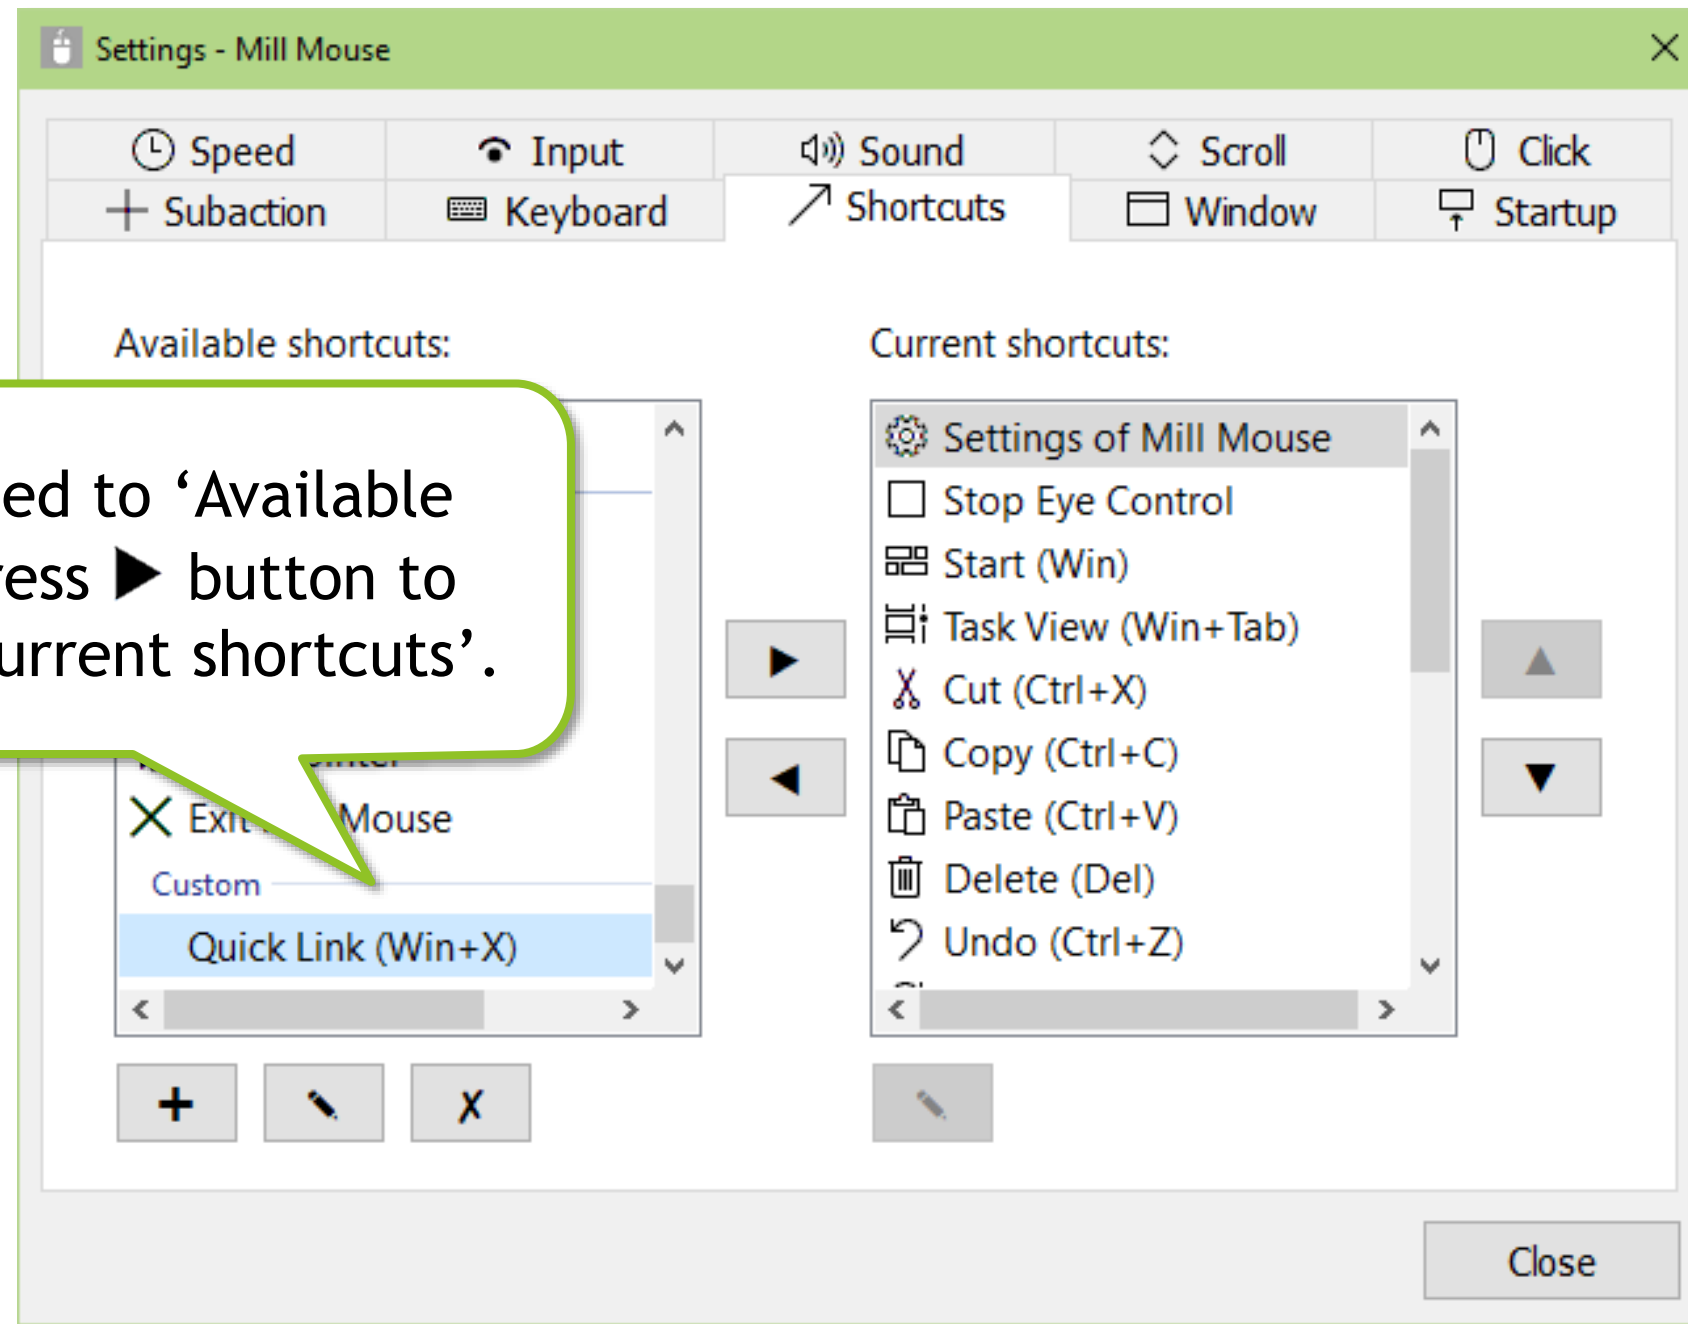 Settings - Mill Mouse
Speed Input Sound Scroll Click
Subaction Keyboard Shortcuts Window Startup
Available shortcuts:
Current shortcuts:
ed to ‘Available
ress ▶ button to
urrent shortcuts’.
Exit Mouse
Custom
Quick Link (Win+X)
Settings of Mill Mouse
Stop Eye Control
Start (Win)
Task View (Win+Tab)
Cut (Ctrl+X)
Copy (Ctrl+C)
Paste (Ctrl+V)
Delete (Del)
Undo (Ctrl+Z)
Close